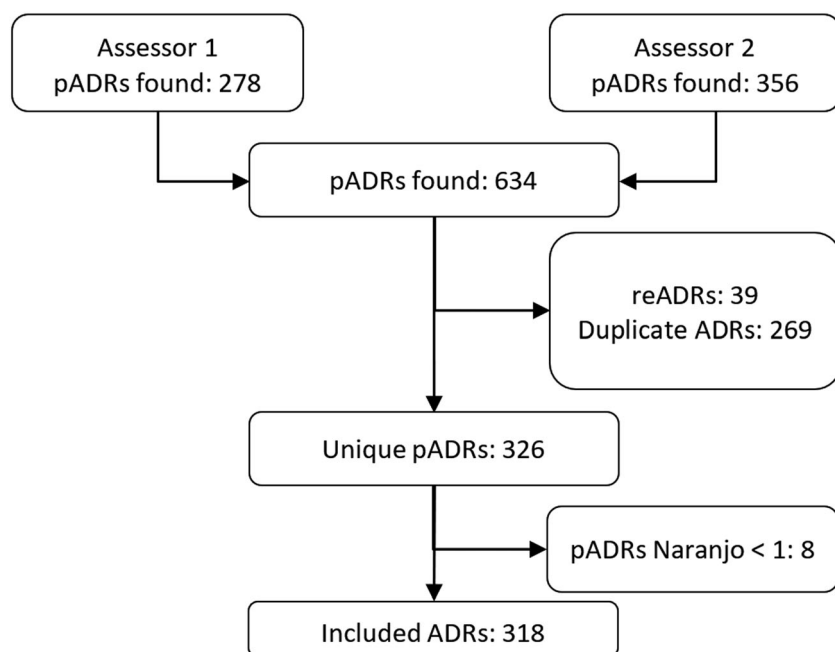 Assessor 1
pADRs found: 278
Assessor 2
pADRs found: 356
pADRs found: 634
reADRs: 39
Duplicate ADRs: 269
Unique pADRs: 326
pADRs Naranjo < 1: 8
Included ADRs: 318